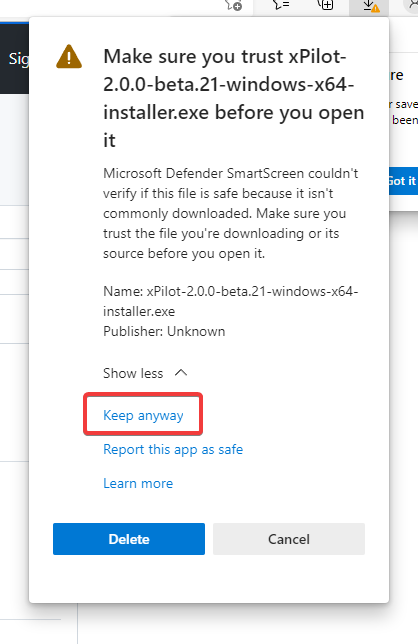 Sig
Make sure you trust xPilot-
2.0.0-beta.21-windows-x64-
installer.exe before you open
it
re
r save
been
Got it
Microsoft Defender SmartScreen couldn't
verify if this file is safe because it isn't
commonly downloaded. Make sure you
trust the file you're downloading or its
source before you open it.
Name: xPilot-2.0.0-beta.21-windows-x64-
installer.exe
Publisher: Unknown
Show less
Keep anyway
Report this app as safe
Learn more
Delete
Cancel